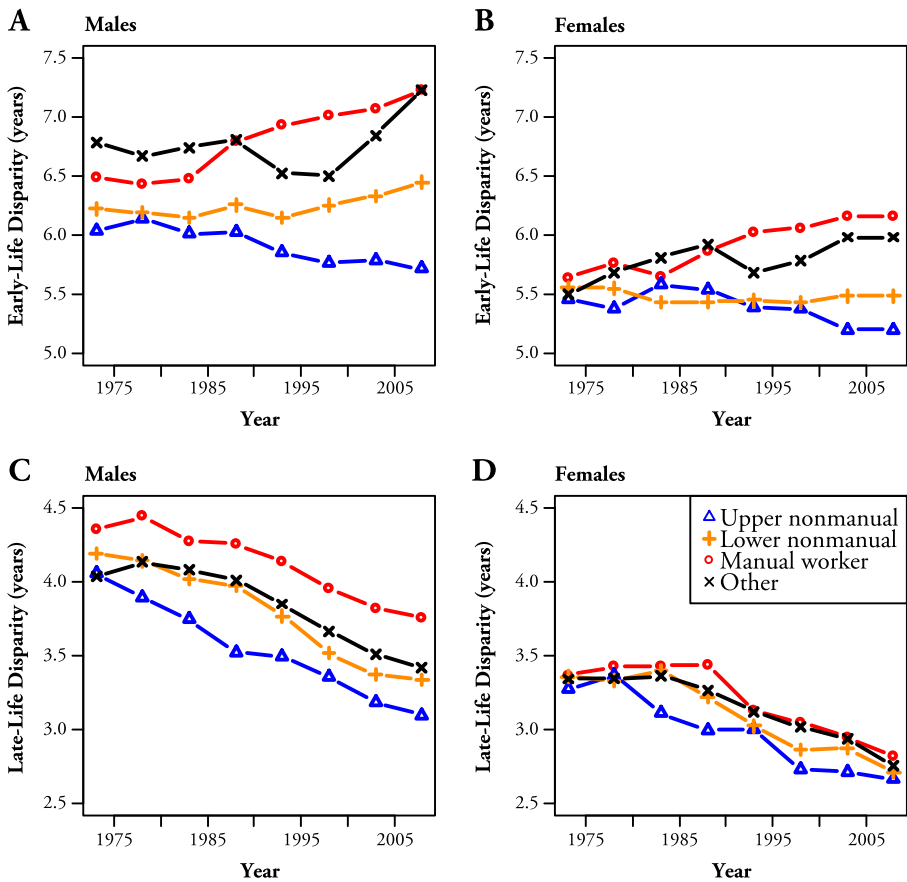 A
Males
Early-Life Disparity (years)
7.5
7.0
6.5
6.0
5.5
5.0
1975
1985
1995
2005
Year
B
Females
Early-Life Disparity (years)
7.5
7.0
6.5
6.0
5.5
5.0
1975
1985
1995
2005
Year
C
Males
Late-Life Disparity (years)
4.5
4.0
3.5
3.0
2.5
1975
1985
1995
2005
Year
D
Females
Late-Life Disparity (years)
4.5
4.0
3.5
3.0
2.5
Upper nonmanual
Lower nonmanual
Manual worker
Other
1975
1985
1995
2005
Year